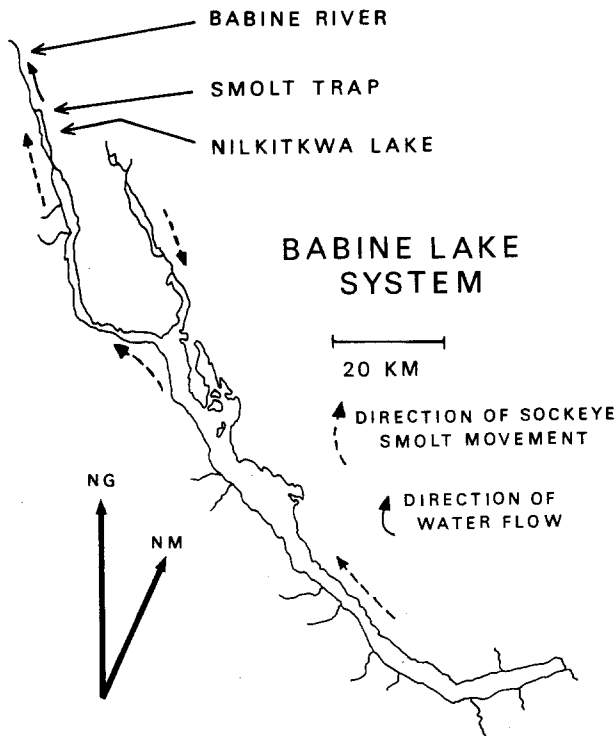 BABINE RIVER
SMOLT TRAP
NILKITKWA LAKE
BABINE LAKE
SYSTEM
20 KM
DIRECTION OF SOCKEYE
SMOLT MOVEMENT
DIRECTION OF
WATER FLOW
NG
NM